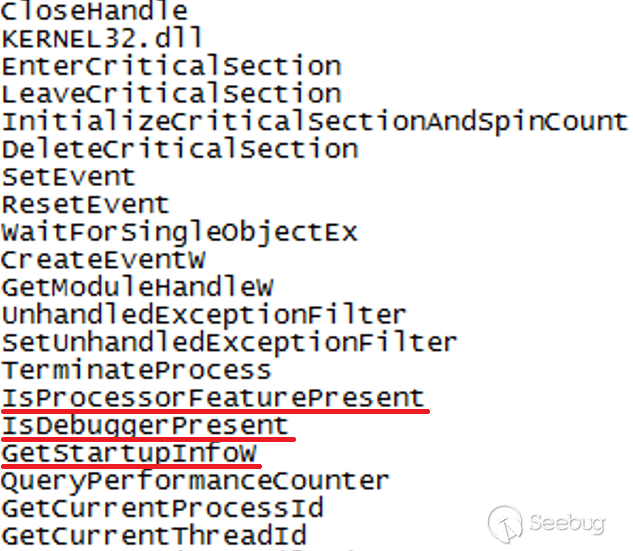 CloseHandle
KERNEL32.dll
EnterCriticalSection
LeaveCriticalSection
InitializeCriticalSectionAndSpinCount
DeleteCriticalSection
SetEvent
ResetEvent
WaitForSingleObjectEx
CreateEventW
GetModuleHandleW
UnhandledExceptionFilter
SetUnhandledExceptionFilter
TerminateProcess
IsProcessorFeaturePresent
IsDebuggerPresent
GetStartupInfoW
QueryPerformanceCounter
GetCurrentProcessId
GetCurrentThreadId
Seebug